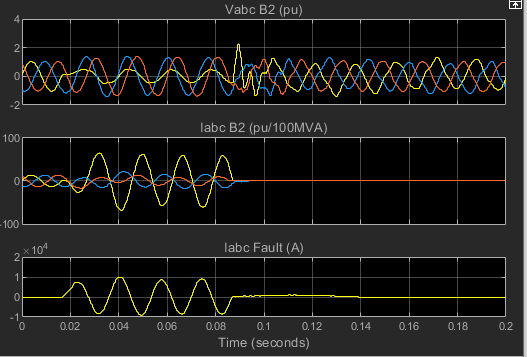 Vabc B2 (pu)
4
2
0
-2
Iabc B2 (pu/100MVA)
100
0
-100
Iabc Fault (A)
×10⁴
2
1
0
-1
0 0.02 0.04 0.06 0.08 0.1 0.12 0.14 0.16 0.18 0.2
Time (seconds)